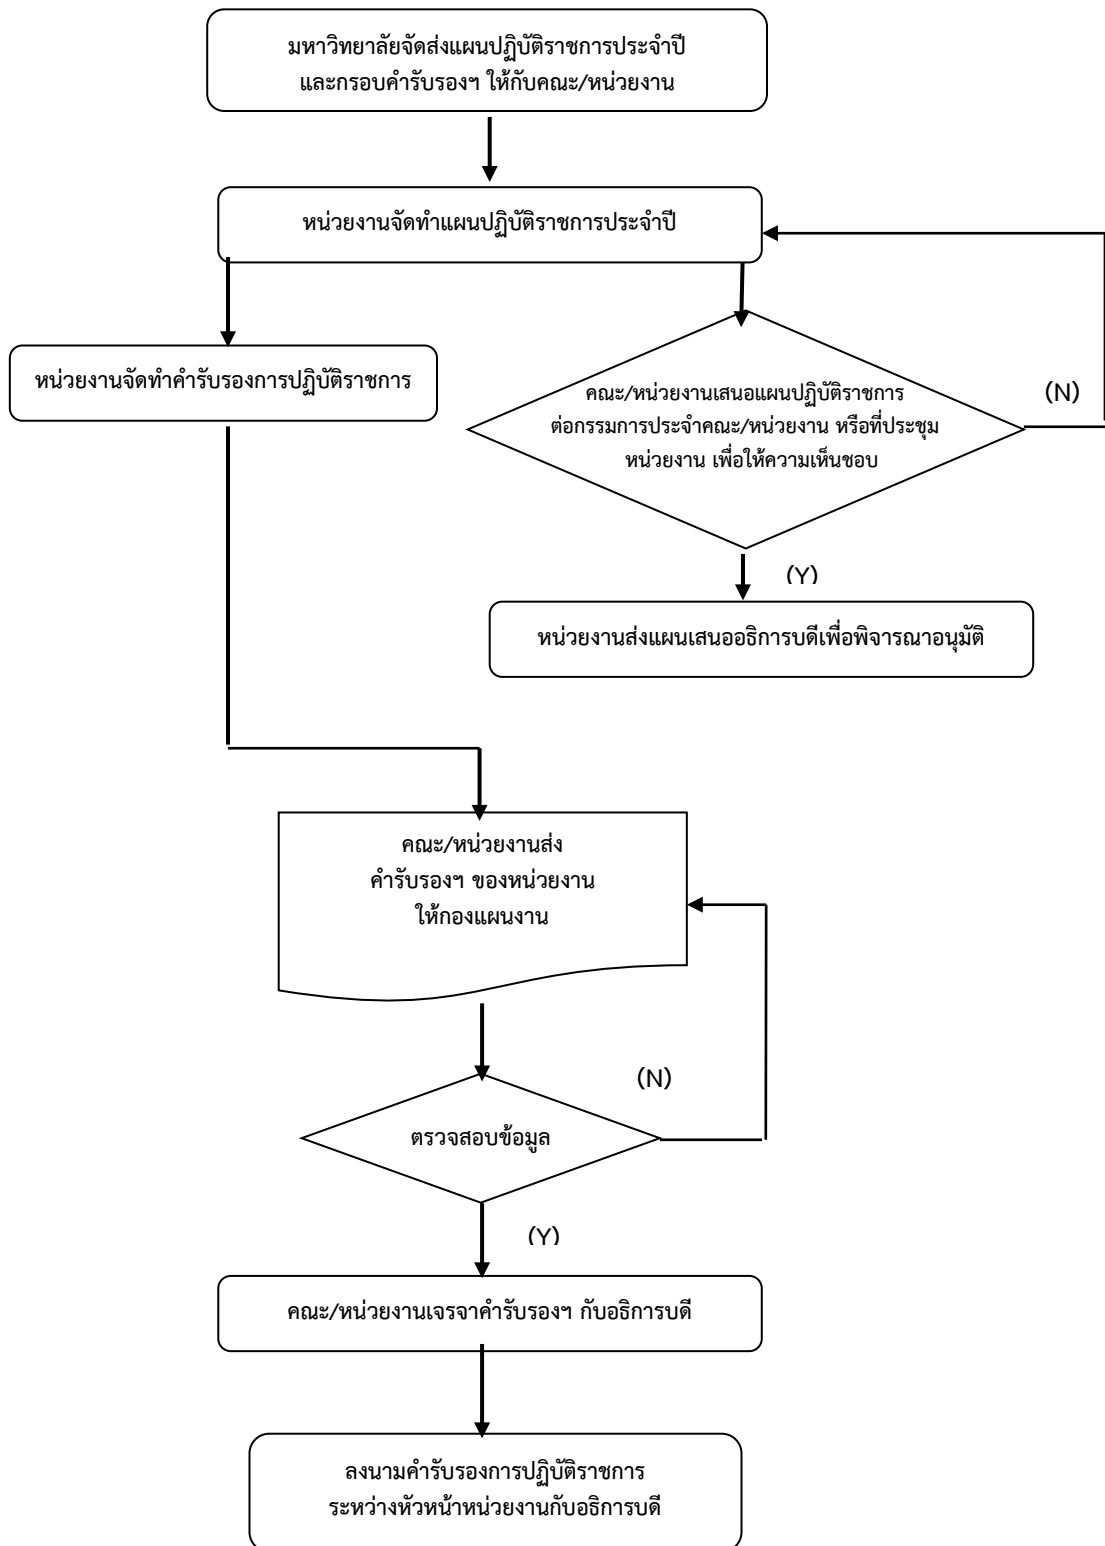 มหาวิทยาลัยจัดส่งแผนปฏิบัติราชการประจำปี
และกรอบคำรับรองฯ ให้กับคณะ/หน่วยงาน
หน่วยงานจัดทำแผนปฏิบัติราชการประจำปี
หน่วยงานจัดทำคำรับรองการปฏิบัติราชการ
คณะ/หน่วยงานเสนอแผนปฏิบัติราชการ
ต่อกรรมการประจำคณะ/หน่วยงาน หรือที่ประชุม
หน่วยงาน เพื่อให้ความเห็นชอบ
(N)
(Y)
หน่วยงานส่งแผนเสนออธิการบดีเพื่อพิจารณาอนุมัติ
คณะ/หน่วยงานส่ง
คำรับรองฯ ของหน่วยงาน
ให้กองแผนงาน
(N)
ตรวจสอบข้อมูล
(Y)
คณะ/หน่วยงานเจรจาคำรับรองฯ กับอธิการบดี
ลงนามคำรับรองการปฏิบัติราชการ
ระหว่างหัวหน้าหน่วยงานกับอธิการบดี